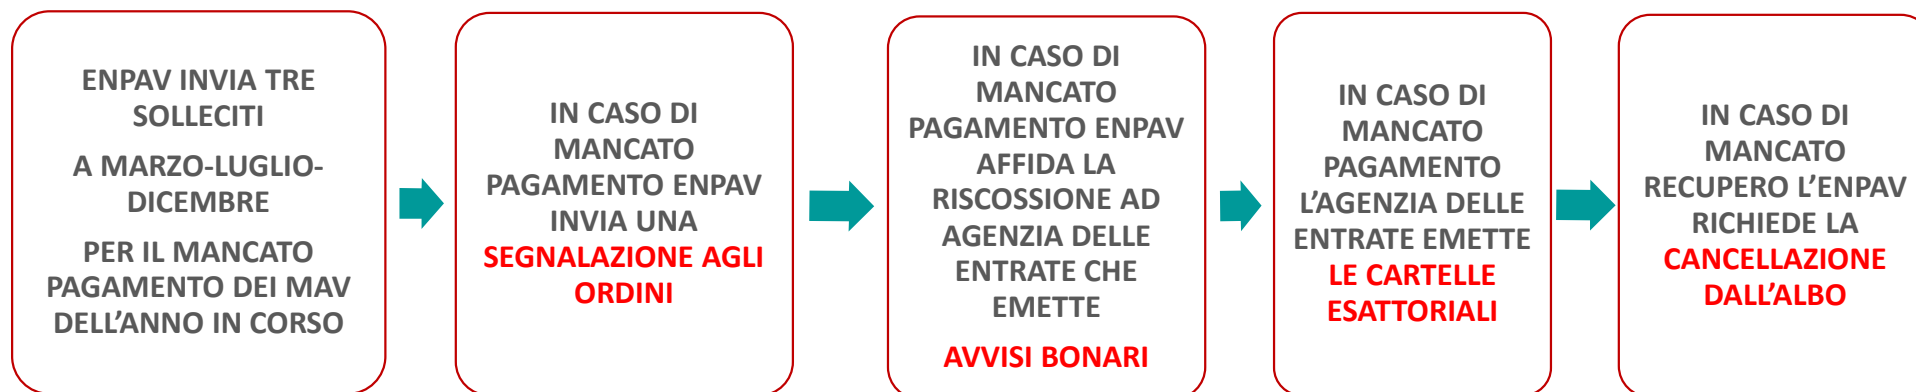 ENPAV INVIA TRE
SOLLECITI
A MARZO-LUGLIO-
DICEMBRE
PER IL MANCATO
PAGAMENTO DEI MAV
DELL’ANNO IN CORSO
IN CASO DI
MANCATO
PAGAMENTO ENPAV
INVIA UNA
SEGNALAZIONE AGLI
ORDINI
IN CASO DI
MANCATO
PAGAMENTO ENPAV
AFFIDA LA
RISCOSSIONE AD
AGENZIA DELLE
ENTRATE CHE
EMETTE
AVVISI BONARI
IN CASO DI
MANCATO
PAGAMENTO
L’AGENZIA DELLE
ENTRATE EMETTE
LE CARTELLE
ESATTORIALI
IN CASO DI
MANCATO
RECUPERO L’ENPAV
RICHIEDE LA
CANCELLAZIONE
DALL’ALBO